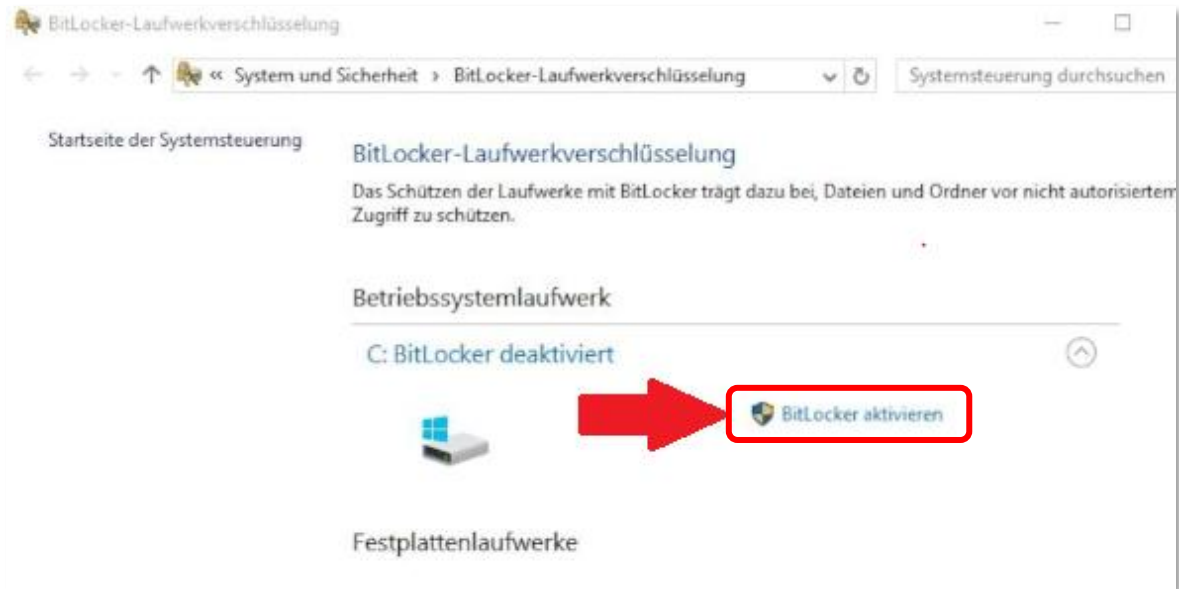 BitLocker-Laufwerkverschlüsselung
« System und Sicherheit › BitLocker-Laufwerkverschlüsselung
Systemsteuerung durchsuchen
Startseite der Systemsteuerung
BitLocker-Laufwerkverschlüsselung
Das Schützen der Laufwerke mit BitLocker trägt dazu bei, Dateien und Ordner vor nicht autorisiertem
Zugriff zu schützen.
Betriebssystemlaufwerk
C: BitLocker deaktiviert
BitLocker aktivieren
Festplattenlaufwerke